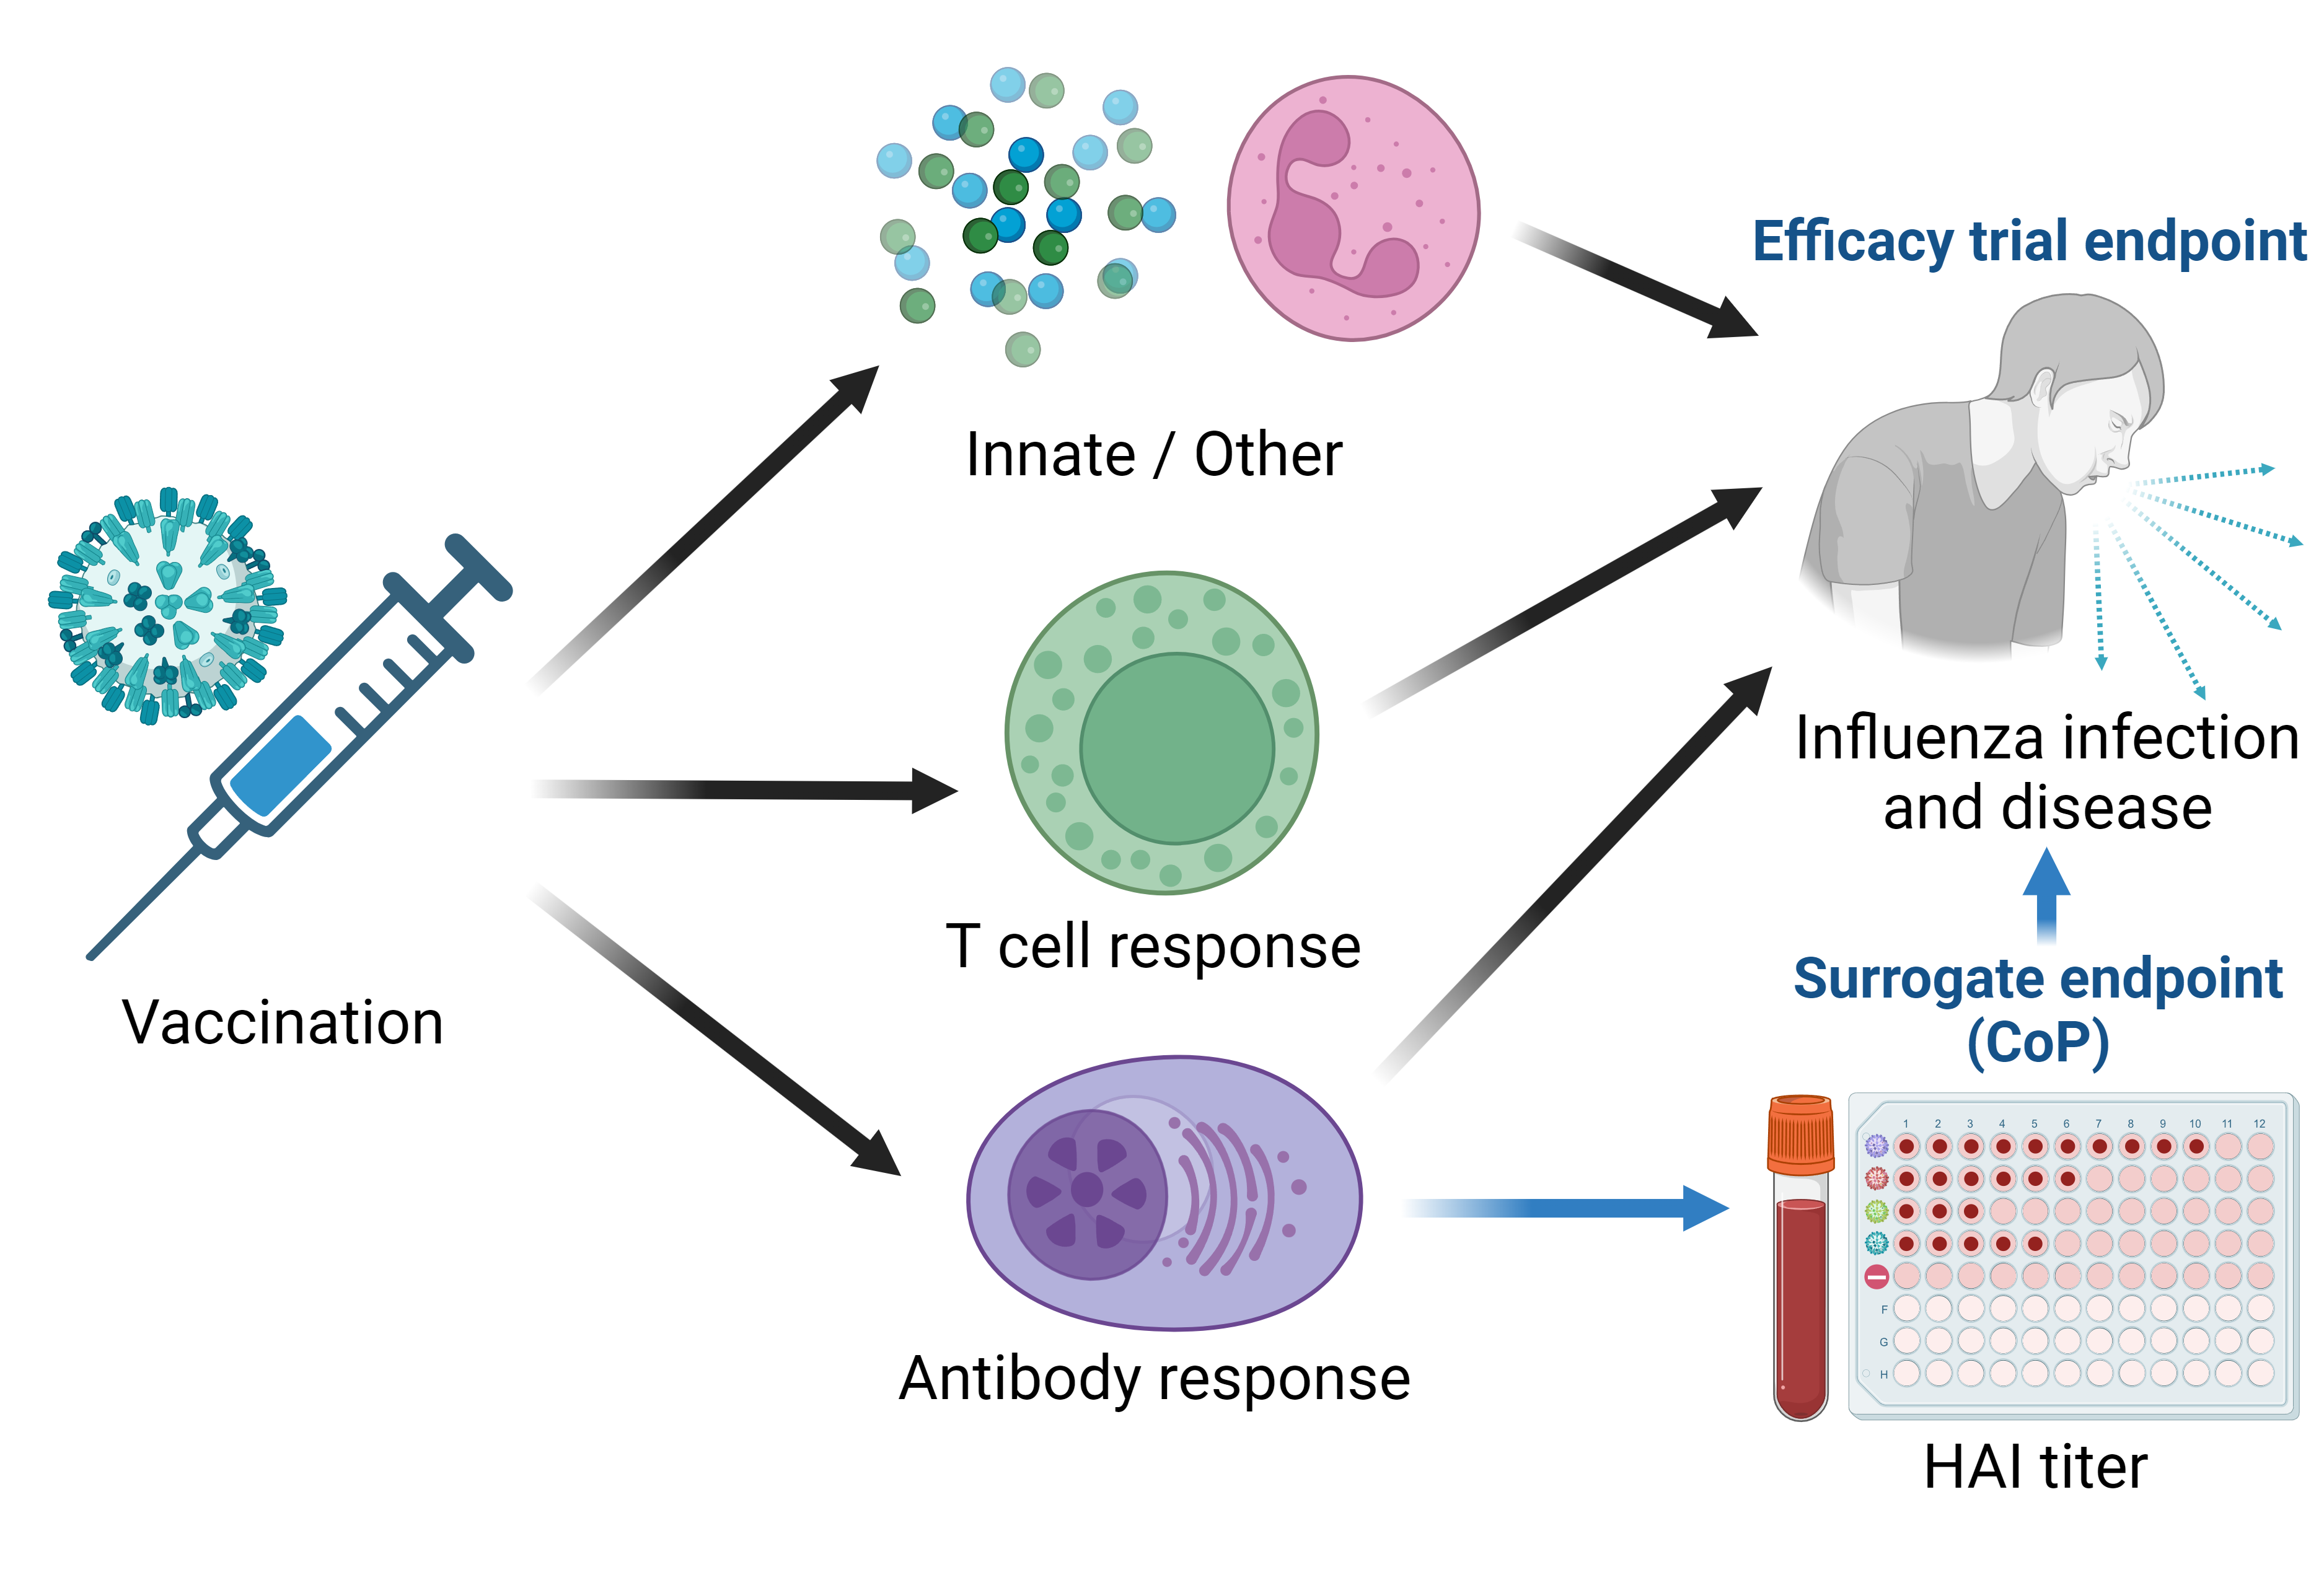 Efficacy trial endpoint
Innate / Other
Influenza infection
and disease
T cell response
Surrogate endpoint
(CoP)
Vaccination
1 2 3 4 5 6 7 8 9 10 11 12
F
G
H
Antibody response
HAI titer